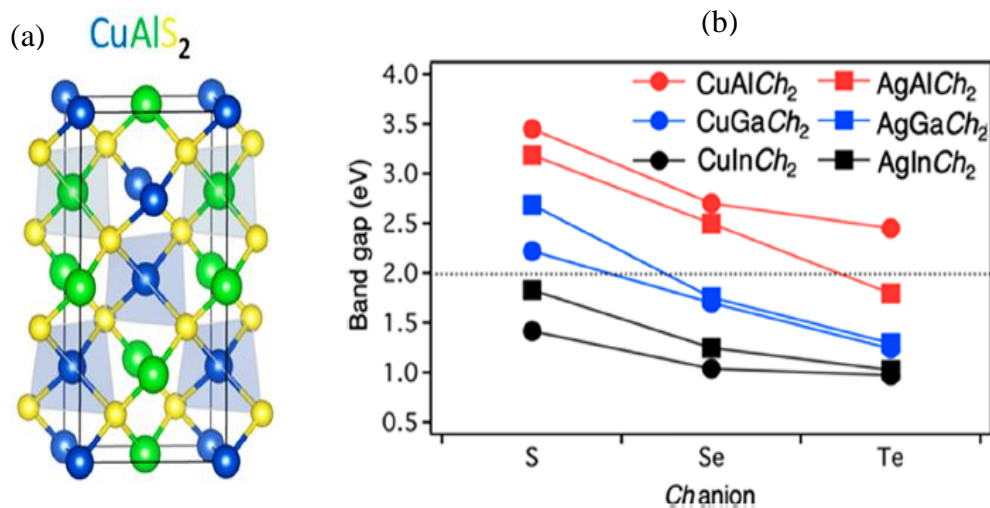 (a)
CuAlS₂
(b)
Band gap (eV)
4.0
3.5
3.0
2.5
2.0
1.5
1.0
0.5
CuAlCh₂
AgAlCh₂
CuGaCh₂
AgGaCh₂
CuInCh₂
AgInCh₂
S
Se
Te
Ch anion